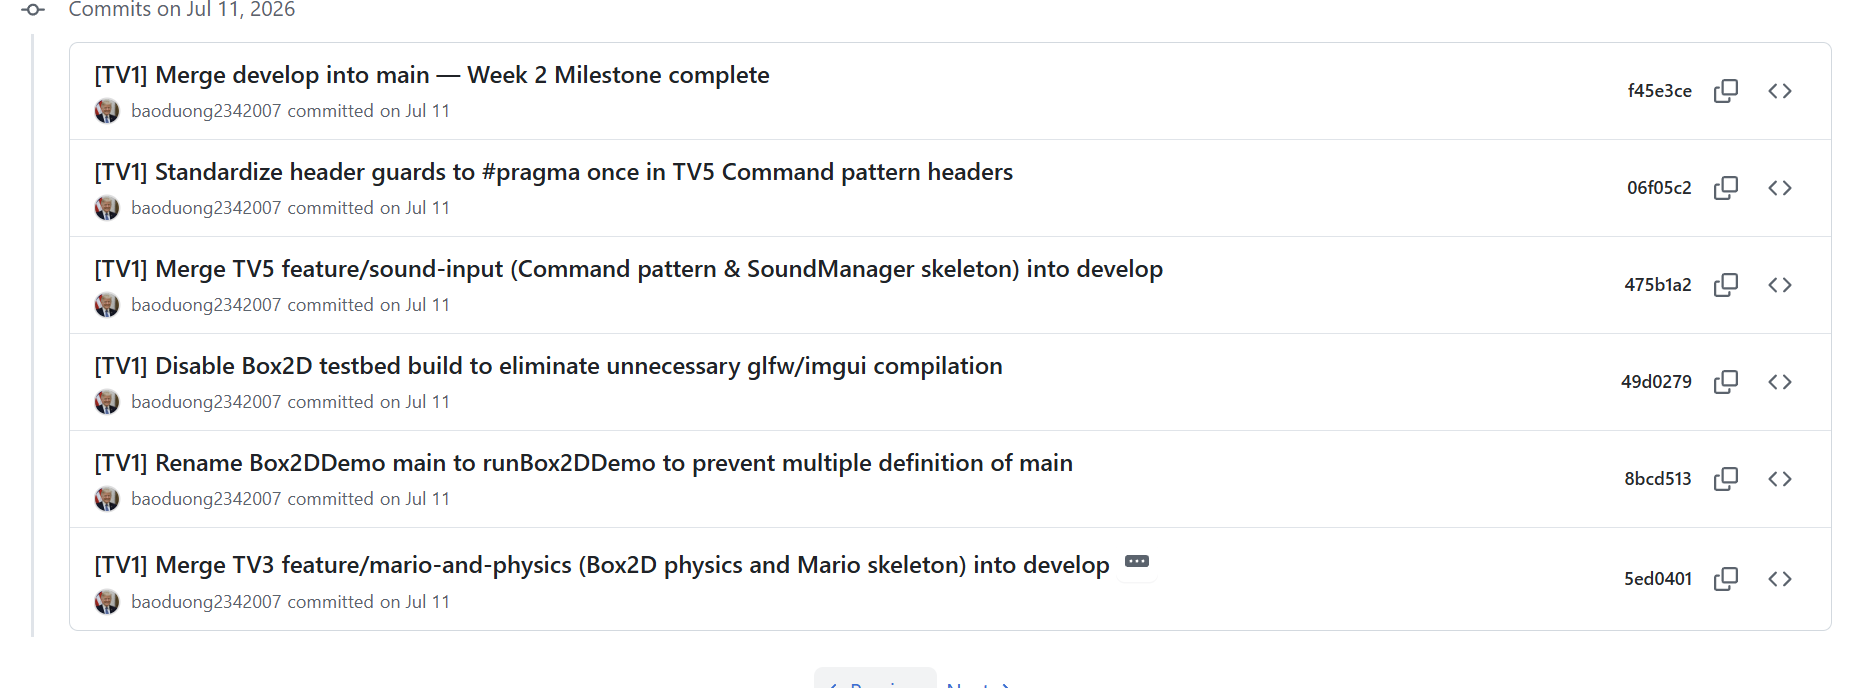 Commits on Jul 11, 2026
[TV1] Merge develop into main — Week 2 Milestone complete
baoduong2342007 committed on Jul 11
f45e3ce
[TV1] Standardize header guards to #pragma once in TV5 Command pattern headers
baoduong2342007 committed on Jul 11
06f05c2
[TV1] Merge TV5 feature/sound-input (Command pattern & SoundManager skeleton) into develop
baoduong2342007 committed on Jul 11
475b1a2
[TV1] Disable Box2D testbed build to eliminate unnecessary glfw/imgui compilation
baoduong2342007 committed on Jul 11
49d0279
[TV1] Rename Box2DDemo main to runBox2DDemo to prevent multiple definition of main
baoduong2342007 committed on Jul 11
8bcd513
[TV1] Merge TV3 feature/mario-and-physics (Box2D physics and Mario skeleton) into develop
baoduong2342007 committed on Jul 11
5ed0401